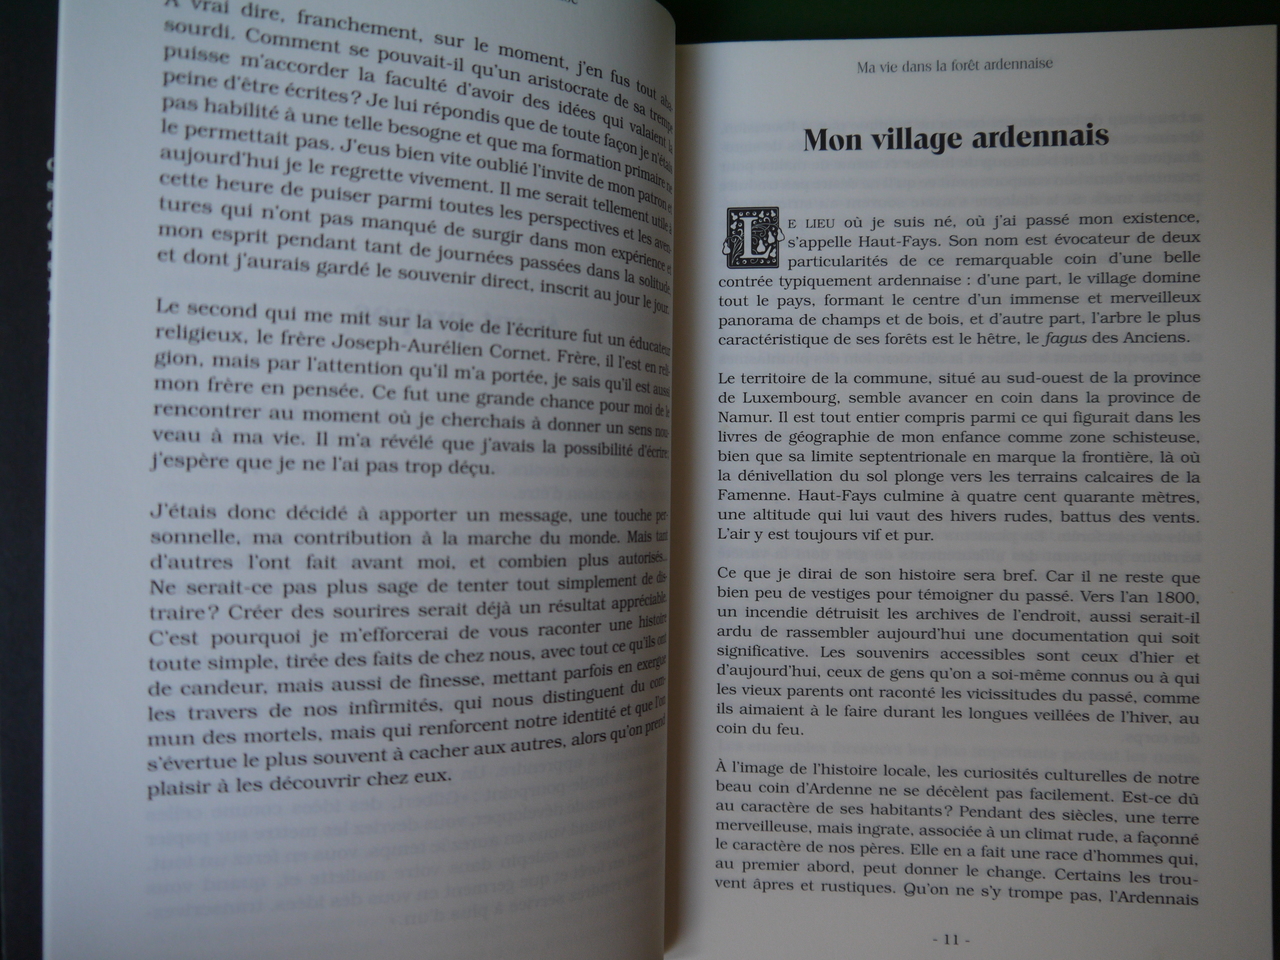 À vrai dire, franchement, sur le moment, j'en fus tout aba-
sourdi. Comment se pouvait-il qu'un aristocrate de sa trempe
puisse m'accorder la faculté d'avoir des idées qui valaient la
peine d'être écrites ? Je lui répondis que de toute façon je n'étais
pas habilité à une telle besogne et que ma formation primaire ne
le permettait pas. J'eus bien vite oublié l'invite de mon patron et
aujourd'hui je le regrette vivement. Il me serait tellement utile à
cette heure de puiser parmi toutes les perspectives et les aven-
tures qui n'ont pas manqué de surgir dans mon expérience et
mon esprit pendant tant de journées passées dans la solitude
et dont j'aurais gardé le souvenir direct, inscrit au jour le jour.
Le second qui me mit sur la voie de l'écriture fut un éducateur
religieux, le frère Joseph-Aurélien Cornet. Frère, il l'est en reli-
gion, mais par l'attention qu'il m'a portée, je sais qu'il est aussi
mon frère en pensée. Ce fut une grande chance pour moi de le
rencontrer au moment où je cherchais à donner un sens nou-
veau à ma vie. Il m'a révélé que j'avais la possibilité d'écrire,
j'espère que je ne l'ai pas trop déçu.
J'étais donc décidé à apporter un message, une touche per-
sonnelle, ma contribution à la marche du monde. Mais tant
d'autres l'ont fait avant moi, et combien plus autorisés...
Ne serait-ce pas plus sage de tenter tout simplement de dis-
traire ? Créer des sourires serait déjà un résultat appréciable.
C'est pourquoi je m'efforcerai de vous raconter une histoire
toute simple, tirée des faits de chez nous, avec tout ce qu'ils ont
de candeur, mais aussi de finesse, mettant parfois en exergue
les travers de nos infirmités, qui nous distinguent du com-
mun des mortels, mais qui renforcent notre identité et que l'on
s'évertue le plus souvent à cacher aux autres, alors qu'on prend
plaisir à les découvrir chez eux.
Ma vie dans la forêt ardennaise
Mon village ardennais
LE LIEU où je suis né, où j'ai passé mon existence,
s'appelle Haut-Fays. Son nom est évocateur de deux
particularités de ce remarquable coin d'une belle
contrée typiquement ardennaise : d'une part, le village domine
tout le pays, formant le centre d'un immense et merveilleux
panorama de champs et de bois, et d'autre part, l'arbre le plus
caractéristique de ses forêts est le hêtre, le fagus des Anciens.
Le territoire de la commune, situé au sud-ouest de la province
de Luxembourg, semble avancer en coin dans la province de
Namur. Il est tout entier compris parmi ce qui figurait dans les
livres de géographie de mon enfance comme zone schisteuse,
bien que sa limite septentrionale en marque la frontière, là où
la dénivellation du sol plonge vers les terrains calcaires de la
Famenne. Haut-Fays culmine à quatre cent quarante mètres,
une altitude qui lui vaut des hivers rudes, battus des vents.
L'air y est toujours vif et pur.
Ce que je dirai de son histoire sera bref. Car il ne reste que
bien peu de vestiges pour témoigner du passé. Vers l'an 1800,
un incendie détruisit les archives de l'endroit, aussi serait-il
ardu de rassembler aujourd'hui une documentation qui soit
significative. Les souvenirs accessibles sont ceux d'hier et
d'aujourd'hui, ceux de gens qu'on a soi-même connus ou à qui
les vieux parents ont raconté les vicissitudes du passé, comme
ils aimaient à le faire durant les longues veillées de l'hiver, au
coin du feu.
À l'image de l'histoire locale, les curiosités culturelles de notre
beau coin d'Ardenne ne se décèlent pas facilement. Est-ce dû
au caractère de ses habitants ? Pendant des siècles, une terre
merveilleuse, mais ingrate, associée à un climat rude, a façonné
le caractère de nos pères. Elle en a fait une race d'hommes qui,
au premier abord, peut donner le change. Certains les trou-
vent âpres et rustiques. Qu'on ne s'y trompe pas, l'Ardennais
- 11 -